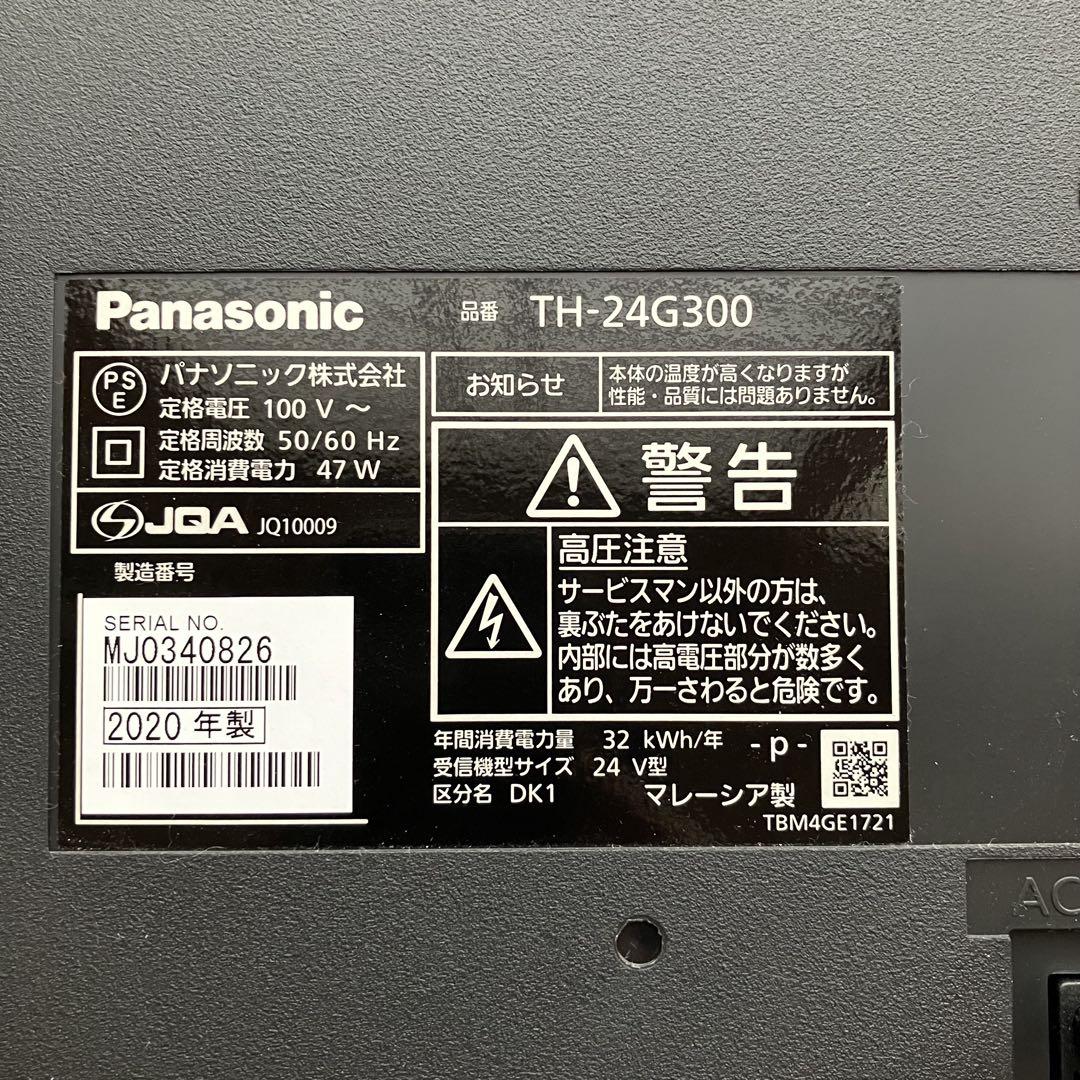 Panasonic
品番 TH-24G300
PS
E
パナソニック株式会社
定格電圧 100 V ～
定格周波数 50/60 Hz
定格消費電力 47 W
JQA JQ10009
製造番号
SERIAL NO.
MJ0340826
2020 年製
お知らせ
本体の温度が高くなりますが
性能・品質には問題ありません。
警告
高圧注意
サービスマン以外の方は、
裏ぶたをあけないでください。
内部には高電圧部分が数多く
あり、万一さわると危険です。
年間消費電力量 32 kWh/年 - p -
受信機型サイズ 24 V型
区分名 DK1 マレーシア製
TBM4GE1721
AC